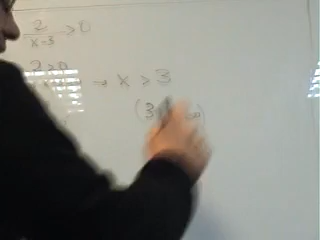 2/(x-3) > 0
2 > 0
→ x > 3
(3 ∞)